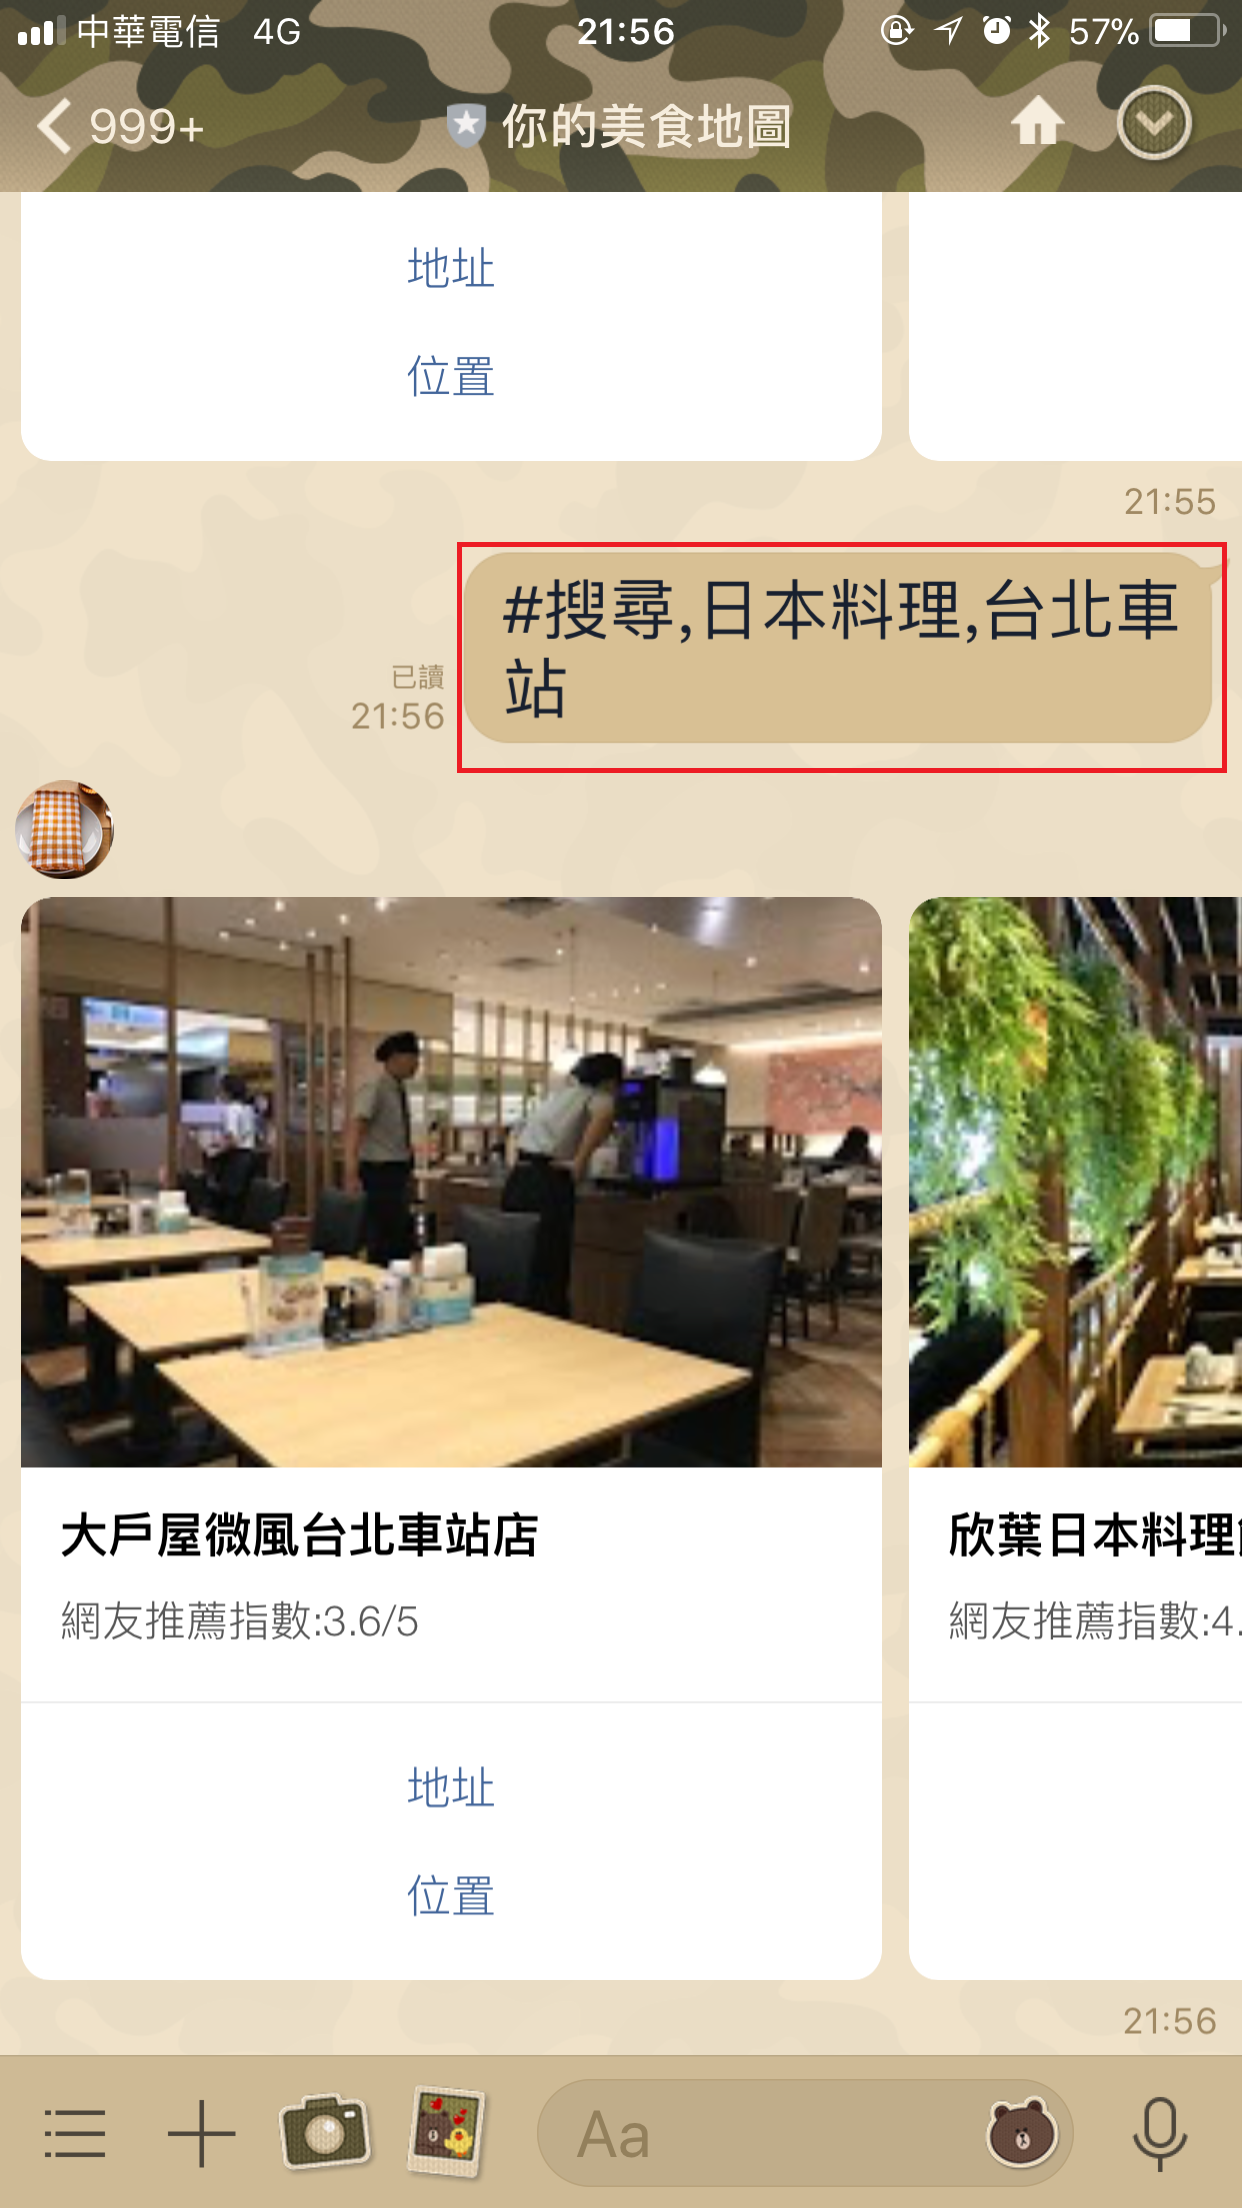 中華電信 4G 21:56 57%
999+ 你的美食地圖
地址
位置
21:55
#搜尋,日本料理,台北車
站
已讀
21:56
大戶屋微風台北車站店
網友推薦指數:3.6/5
地址
位置
欣葉日本料理
網友推薦指數:4.
21:56
Aa